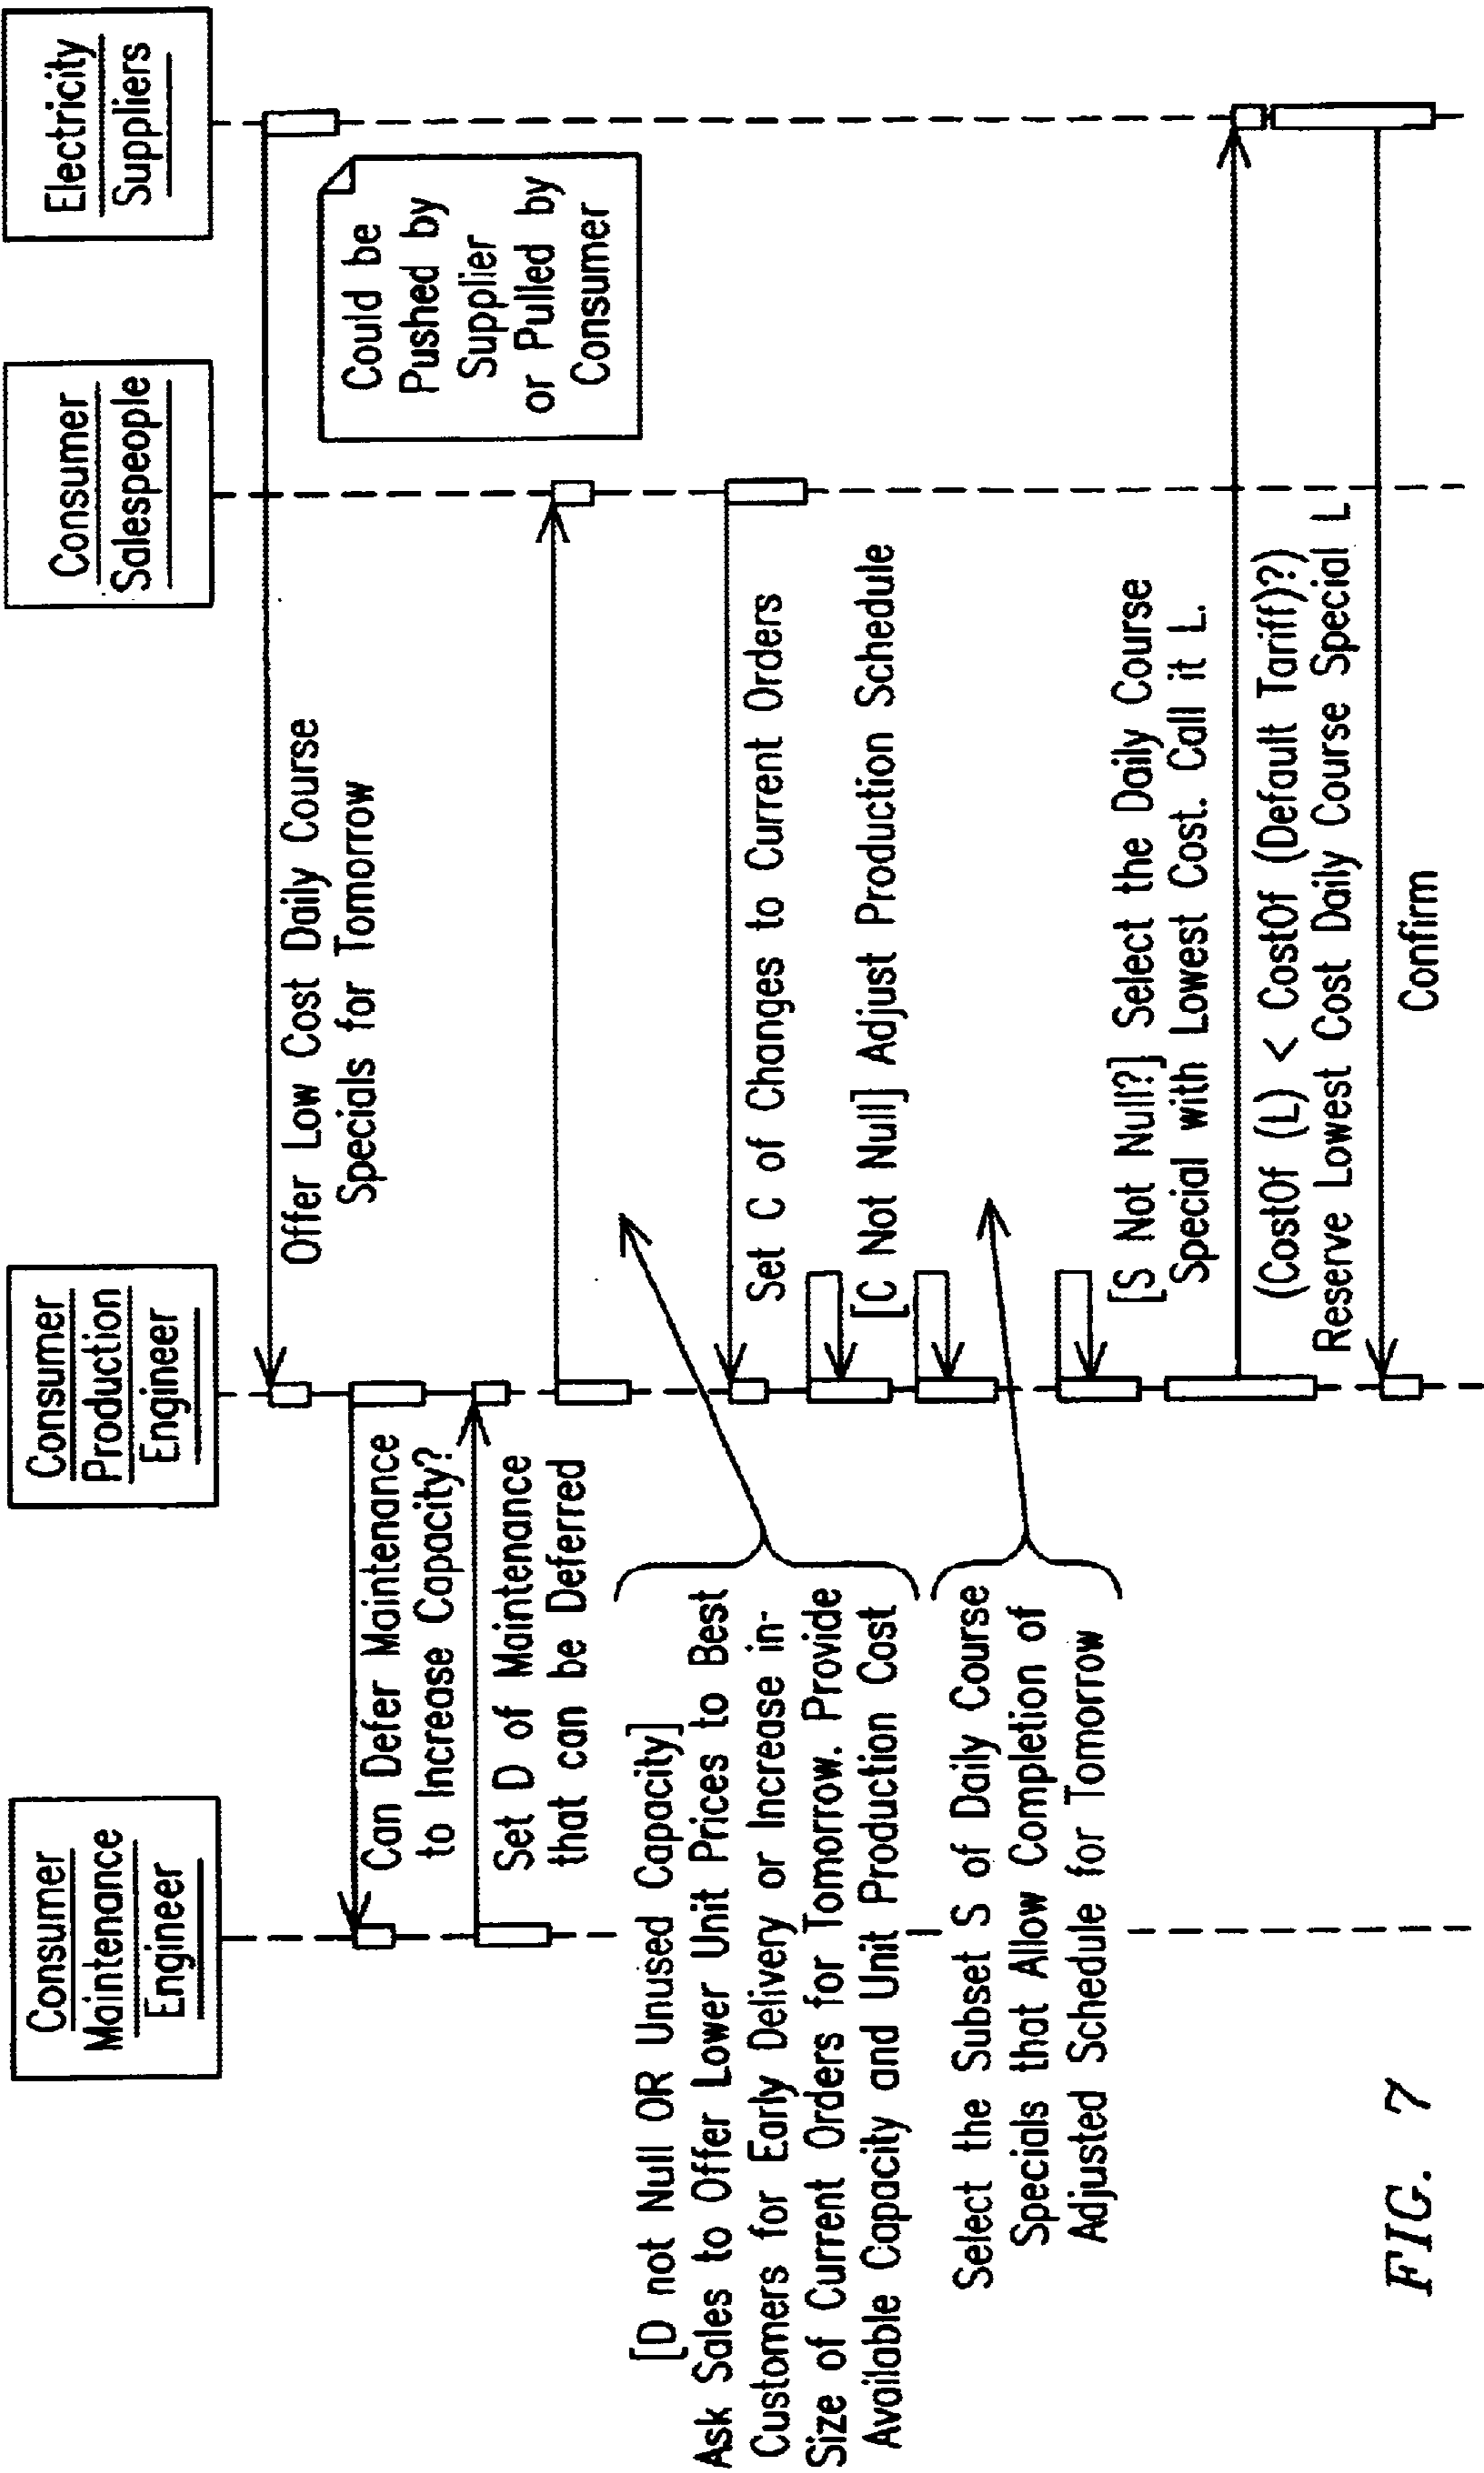 Consumer
Maintenance
Engineer
Consumer
Production
Engineer
Consumer
Salespeople
Electricity
Suppliers
Offer Low Cost Daily Course
Specials for Tomorrow
Could be
Pushed by
Supplier
or Pulled by
Consumer
Can Defer Maintenance
to Increase Capacity?
Set D of Maintenance
that can be Deferred
[D not Null OR Unused Capacity]
Ask Sales to Offer Lower Unit Prices to Best
Customers for Early Delivery or Increase in-
Size of Current Orders for Tomorrow. Provide
Available Capacity and Unit Production Cost
Set C of Changes to Current Orders
[C Not Null] Adjust Production Schedule
Select the Subset S of Daily Course
Specials that Allow Completion of
Adjusted Schedule for Tomorrow
[S Not Null?] Select the Daily Course
Special with Lowest Cost. Call it L.
(CostOf (L) < CostOf (Default Tariff)?)
Reserve Lowest Cost Daily Course Special L
Confirm
FIG. 7